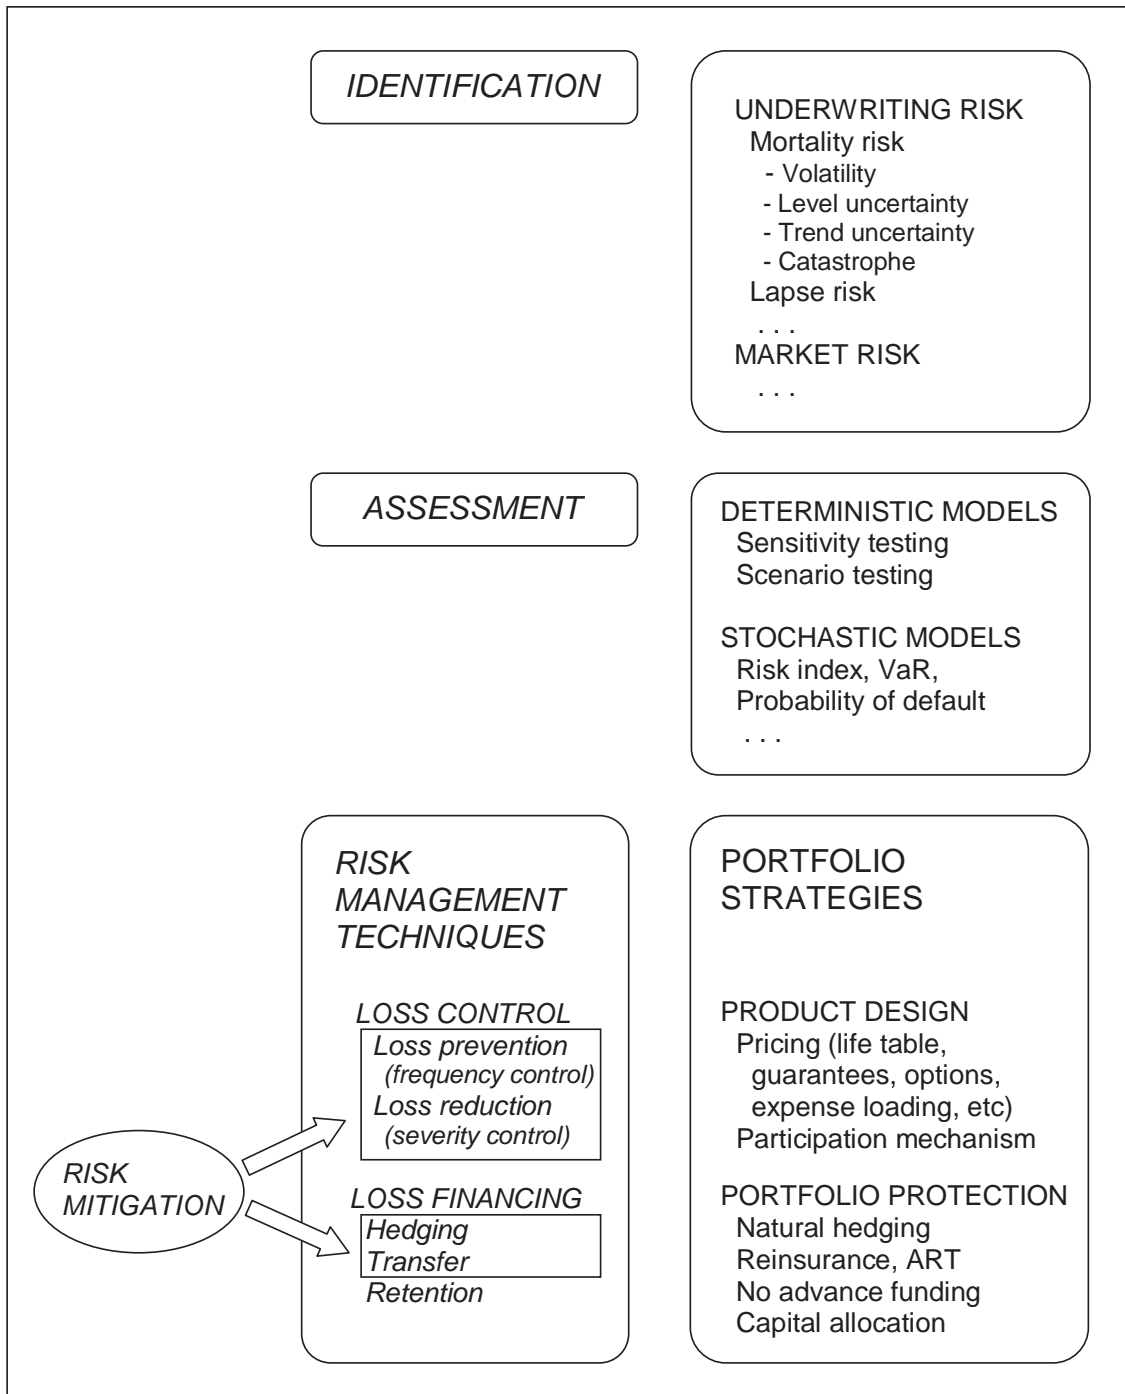 IDENTIFICATION
UNDERWRITING RISK
Mortality risk
- Volatility
- Level uncertainty
- Trend uncertainty
- Catastrophe
Lapse risk
. . .
MARKET RISK
. . .
ASSESSMENT
DETERMINISTIC MODELS
Sensitivity testing
Scenario testing
STOCHASTIC MODELS
Risk index, VaR,
Probability of default
. . .
RISK
MANAGEMENT
TECHNIQUES
LOSS CONTROL
Loss prevention
(frequency control)
Loss reduction
(severity control)
LOSS FINANCING
Hedging
Transfer
Retention
RISK
MITIGATION
PORTFOLIO
STRATEGIES
PRODUCT DESIGN
Pricing (life table,
guarantees, options,
expense loading, etc)
Participation mechanism
PORTFOLIO PROTECTION
Natural hedging
Reinsurance, ART
No advance funding
Capital allocation